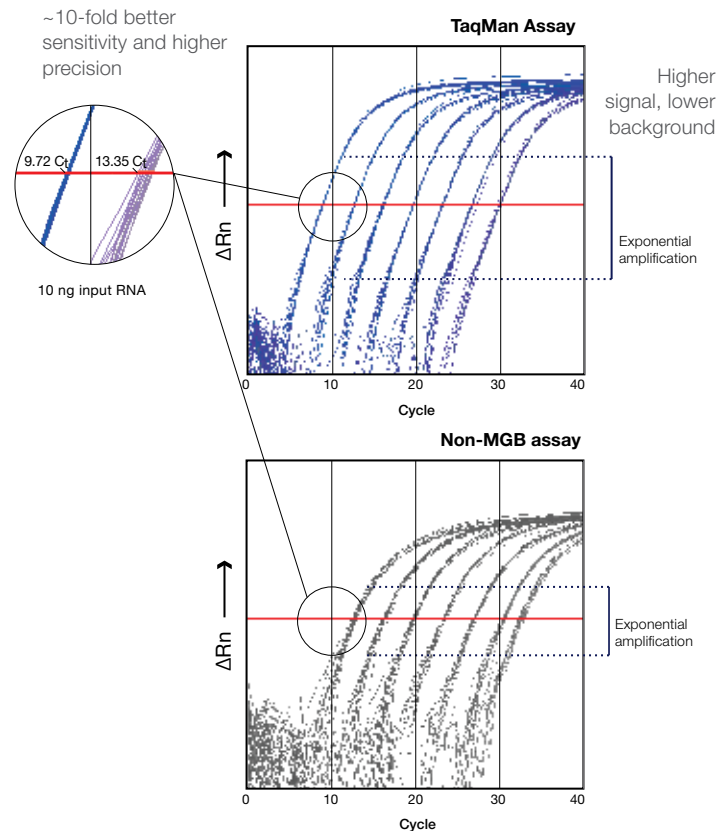 ~10-fold better
sensitivity and higher
precision
9.72 Ct
13.35 Ct
10 ng input RNA
TaqMan Assay
Higher
signal, lower
background
ΔRn
Exponential
amplification
0
10
20
30
40
Cycle
Non-MGB assay
ΔRn
Exponential
amplification
0
10
20
30
40
Cycle